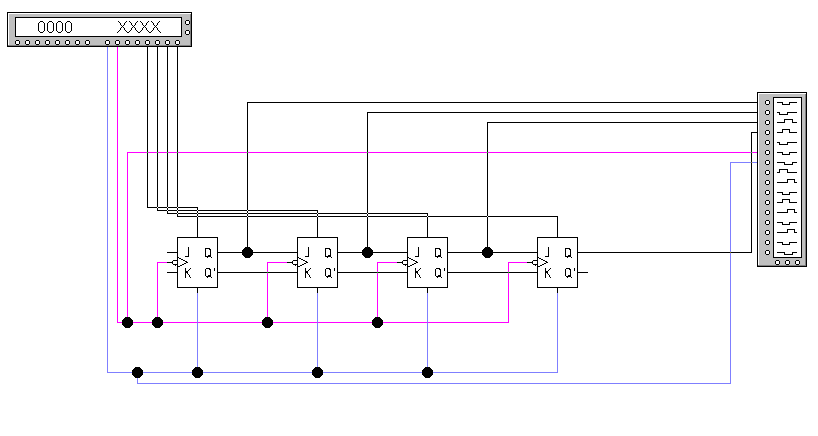 0000 XXXX
J Q J Q J Q J Q
K Q' K Q' K Q' K Q'